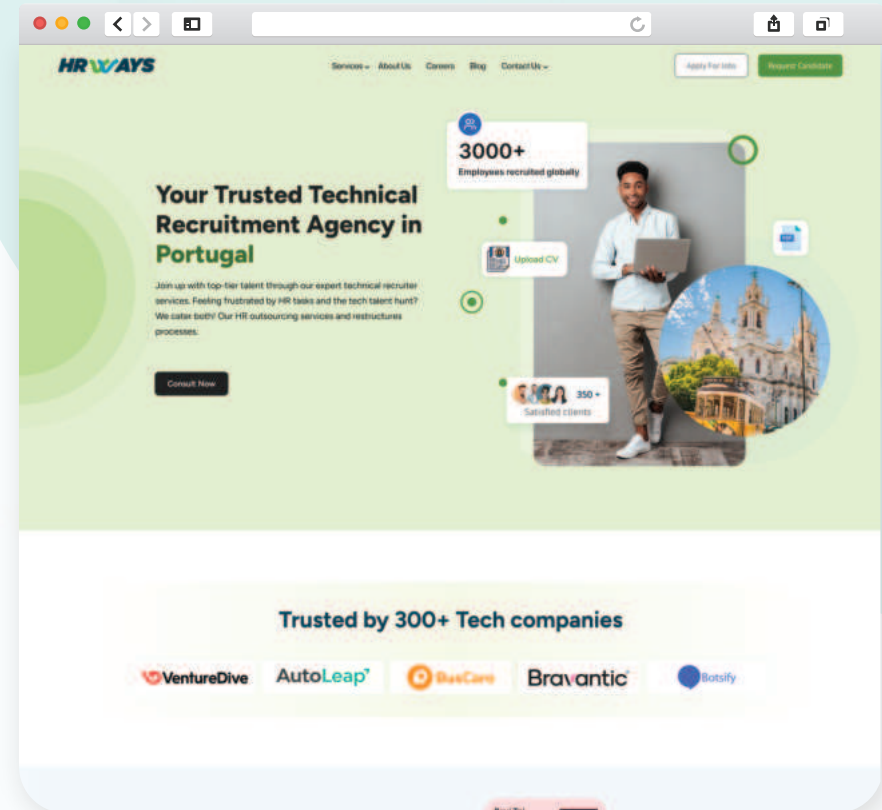 HR WAYS
Services About Us Careers Blog Contact Us
Apply For Jobs
Request Candidate
3000+
Employees recruited globally
Your Trusted Technical
Recruitment Agency in
Portugal
Upload CV
Join up with top-tier talent through our expert technical recruiter
services. Feeling frustrated by HR tasks and the tech talent hunt?
We cater both! Our HR outsourcing services and restructures
processes.
Consult Now
350 +
Satisfied clients
Trusted by 300+ Tech companies
VentureDive
AutoLeap
BusCaro
Bravantic
Botsify